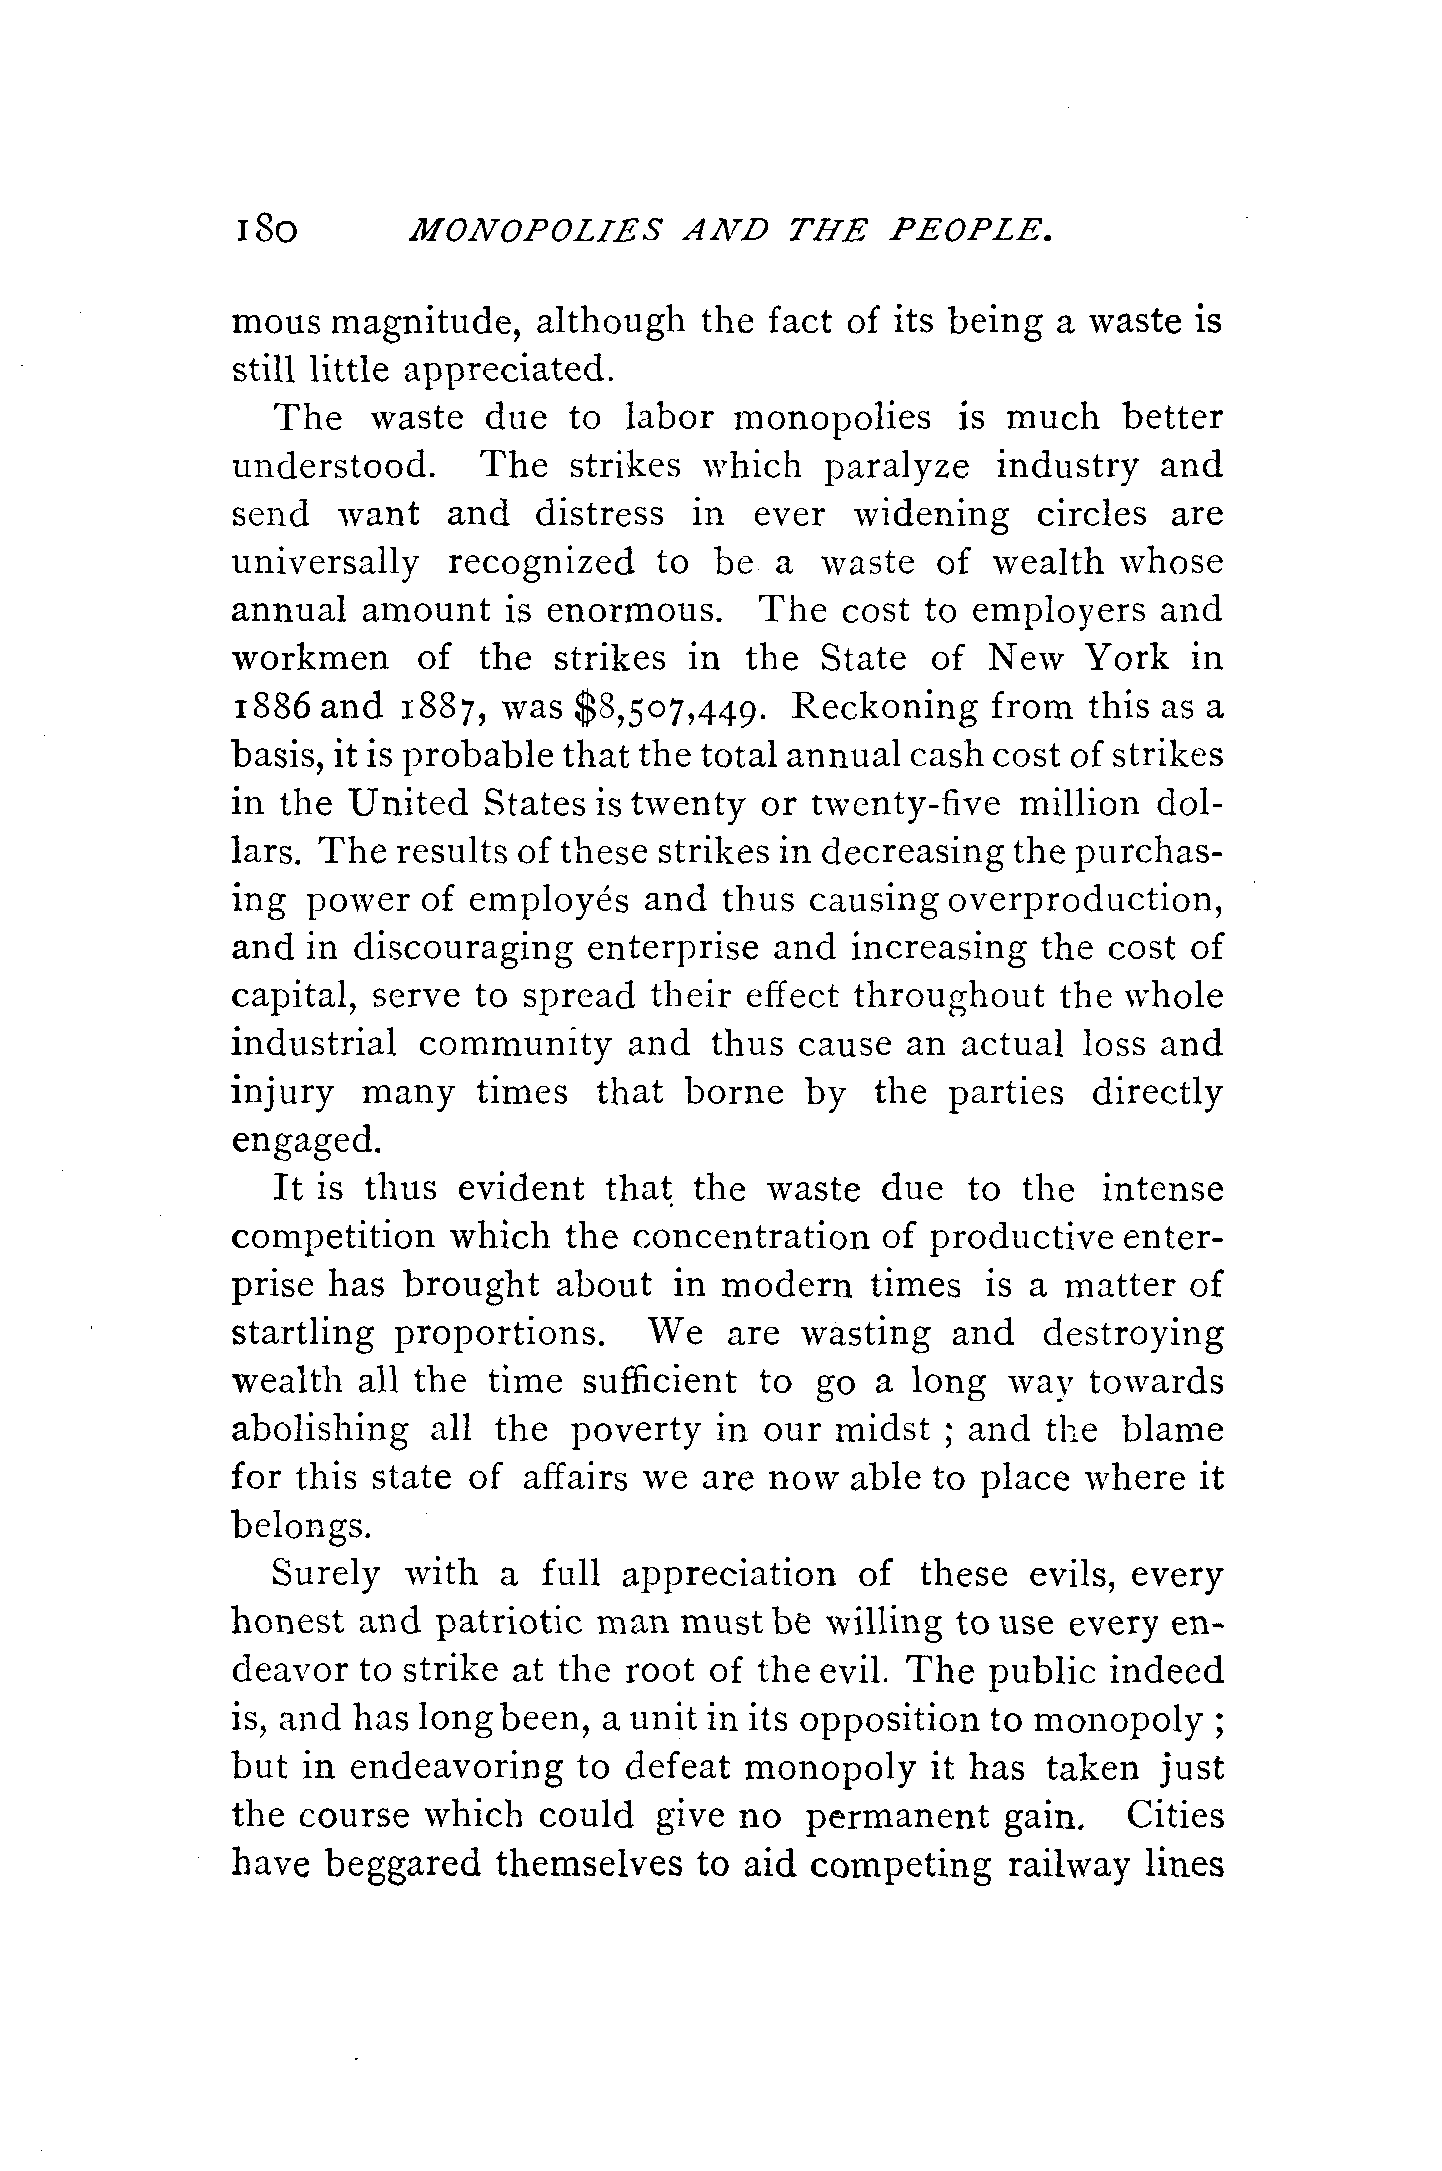 180 MONOPOLIES AND THE PEOPLE.
mous magnitude, although the fact of its being a waste is
still little appreciated.
The waste due to labor monopolies is much better
understood. The strikes which paralyze industry and
send want and distress in ever widening circles are
universally recognized to be a waste of wealth whose
annual amount is enormous. The cost to employers and
workmen of the strikes in the State of New York in
1886 and 1887, was $8,507,449. Reckoning from this as a
basis, it is probable that the total annual cash cost of strikes
in the United States is twenty or twenty-five million dol-
lars. The results of these strikes in decreasing the purchas-
ing power of employés and thus causing overproduction,
and in discouraging enterprise and increasing the cost of
capital, serve to spread their effect throughout the whole
industrial community and thus cause an actual loss and
injury many times that borne by the parties directly
engaged.
It is thus evident that the waste due to the intense
competition which the concentration of productive enter-
prise has brought about in modern times is a matter of
startling proportions. We are wasting and destroying
wealth all the time sufficient to go a long way towards
abolishing all the poverty in our midst ; and the blame
for this state of affairs we are now able to place where it
belongs.
Surely with a full appreciation of these evils, every
honest and patriotic man must be willing to use every en-
deavor to strike at the root of the evil. The public indeed
is, and has long been, a unit in its opposition to monopoly ;
but in endeavoring to defeat monopoly it has taken just
the course which could give no permanent gain. Cities
have beggared themselves to aid competing railway lines